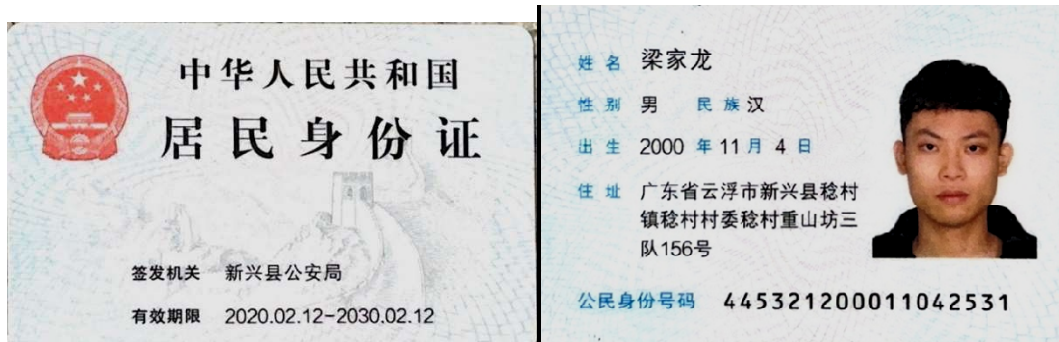 中华人民共和国
居民身份证
签发机关 新兴县公安局
有效期限 2020.02.12-2030.02.12
姓名 梁家龙
性别 男 民族 汉
出生 2000 年 11 月 4 日
住址 广东省云浮市新兴县稔村
镇稔村村委稔村重山坊三
队156号
公民身份号码 445321200011042531